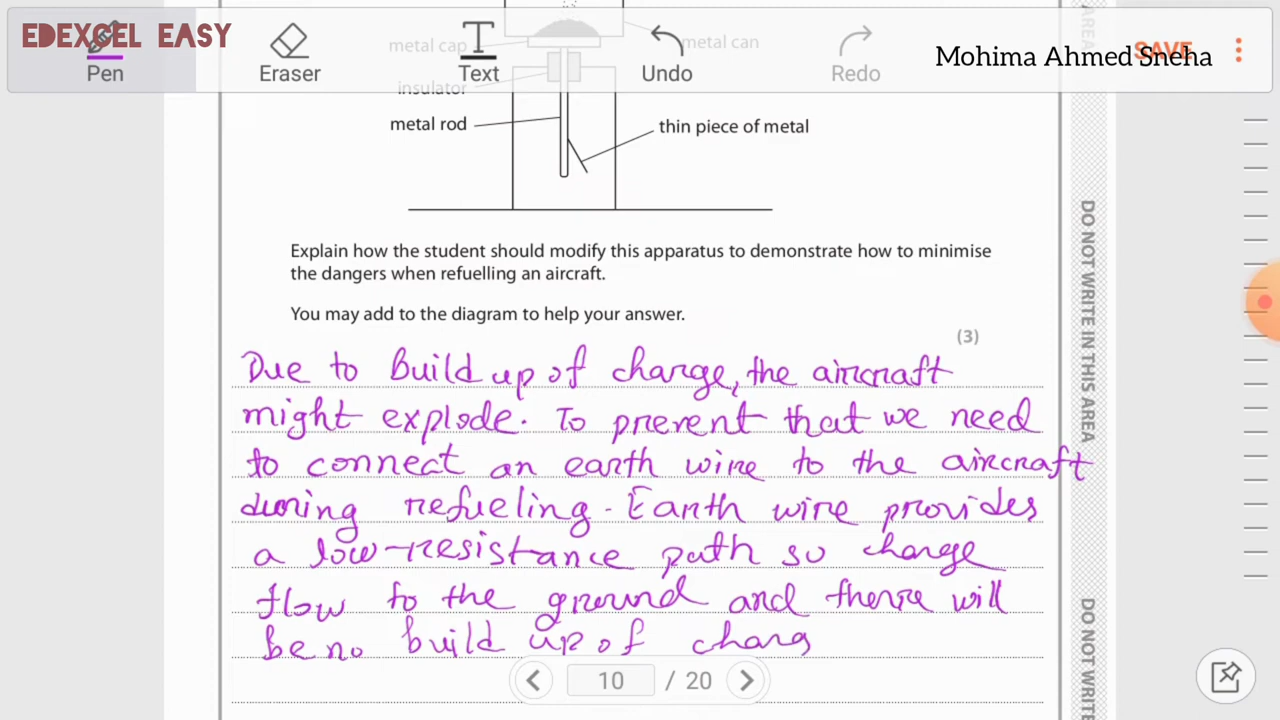 EDEXCEL EASY
Pen
Eraser
Text
Undo
Redo
SAVE
Mohima Ahmed Sneha
metal cap
metal can
insulator
metal rod
thin piece of metal
Explain how the student should modify this apparatus to demonstrate how to minimise
the dangers when refuelling an aircraft.
You may add to the diagram to help your answer.
(3)
Due to Build up of charge, the aircraft
might explode. To prevent that we need
to connect an earth wire to the aircraft
during refueling. Earth wire provides
a low-resistance path so charge
flow to the ground and there will
be no build up of charg
10 / 20
AREA
DO NOT WRITE IN THIS AREA
DO NOT WRITE